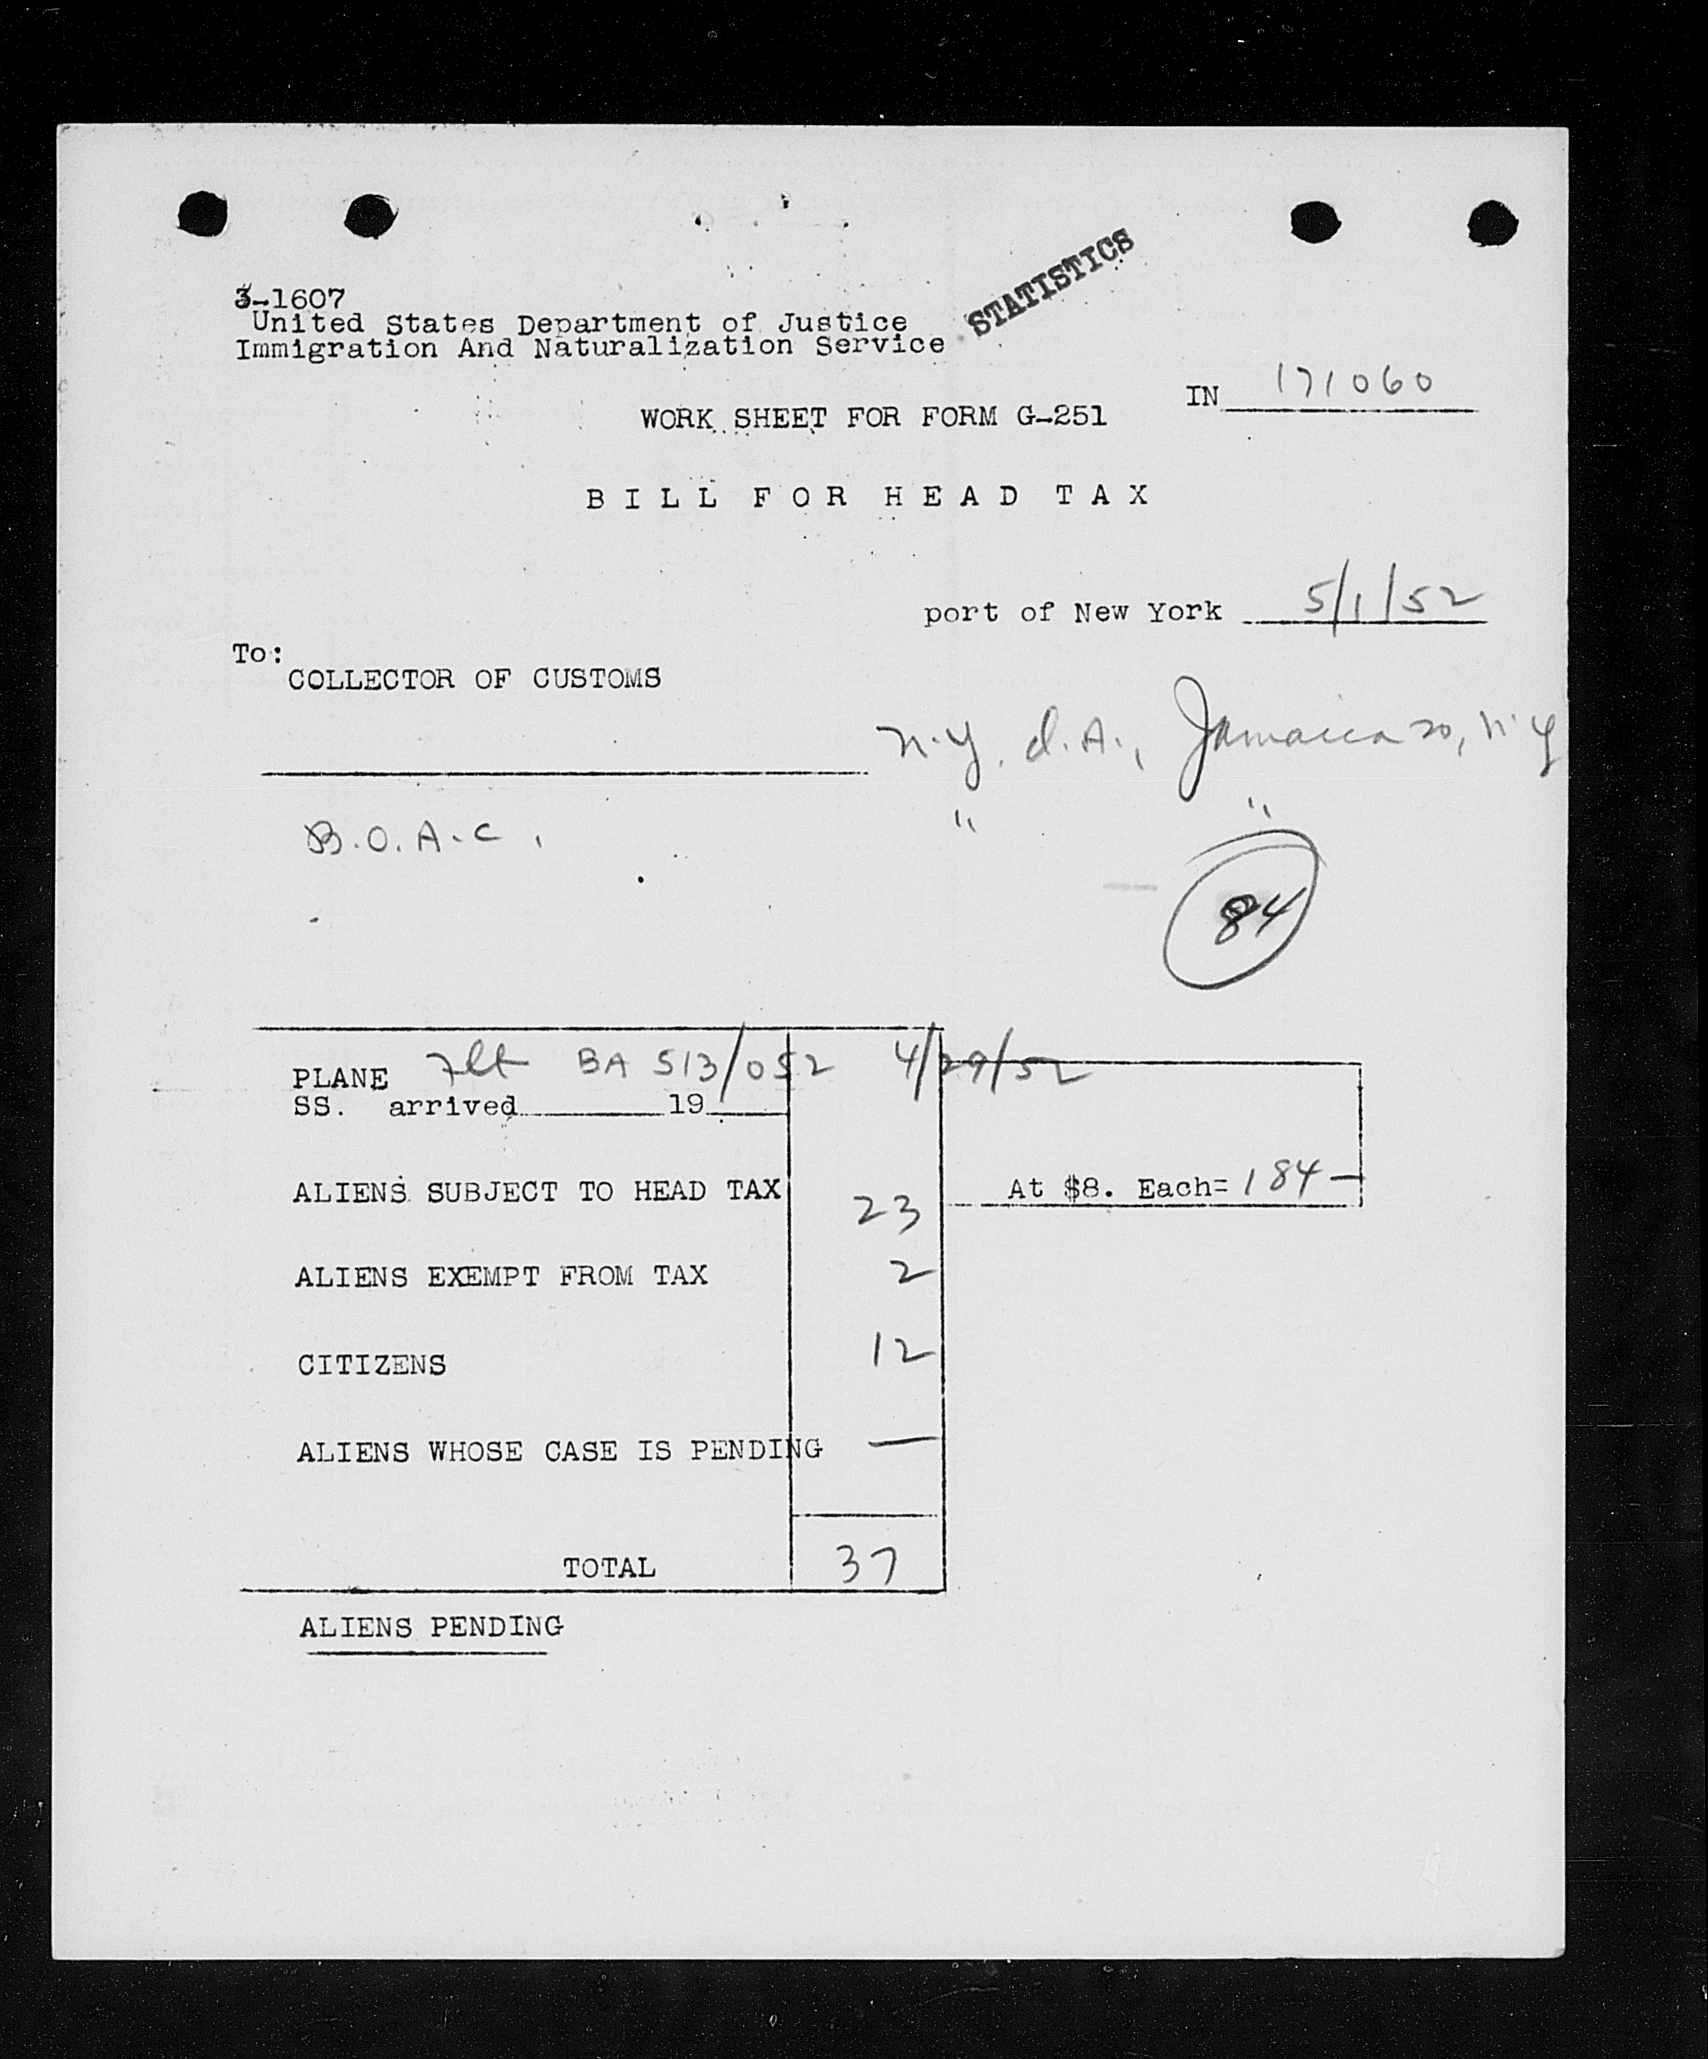 STATISTICS
3-1607
United States Department of Justice
Immigration And Naturalization Service
IN 171060
WORK SHEET FOR FORM G-251
BILL FOR HEAD TAX
port of New York 5/1/52
To:
COLLECTOR OF CUSTOMS
N.Y. I.A., Jamaica 30, N.Y
" "
B.O.A.C.
84
PLANE Flt BA 513/052 4/29/52
SS. arrived 19
ALIENS SUBJECT TO HEAD TAX 23 At $8. Each= 184-
ALIENS EXEMPT FROM TAX 2
CITIZENS 12
ALIENS WHOSE CASE IS PENDING —
TOTAL 37
ALIENS PENDING